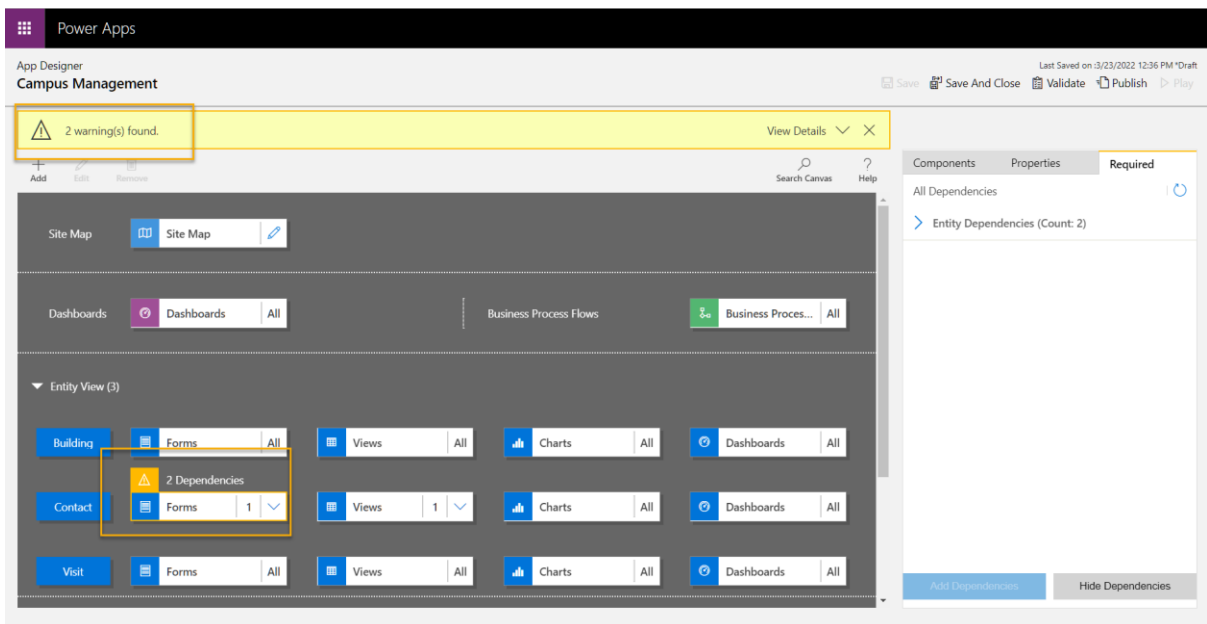 Power Apps
App Designer
Last Saved on :3/23/2022 12:36 PM *Draft
Campus Management
Save Save And Close Validate Publish Play
2 warning(s) found. View Details
Add Edit Remove Search Canvas ? Help
Components Properties Required
All Dependencies
Entity Dependencies (Count: 2)
Site Map Site Map
Dashboards Dashboards All Business Process Flows Business Proces... All
Entity View (3)
Building Forms All Views All Charts All Dashboards All
2 Dependencies
Contact Forms 1 Views 1 Charts All Dashboards All
Visit Forms All Views All Charts All Dashboards All
Add Dependencies Hide Dependencies